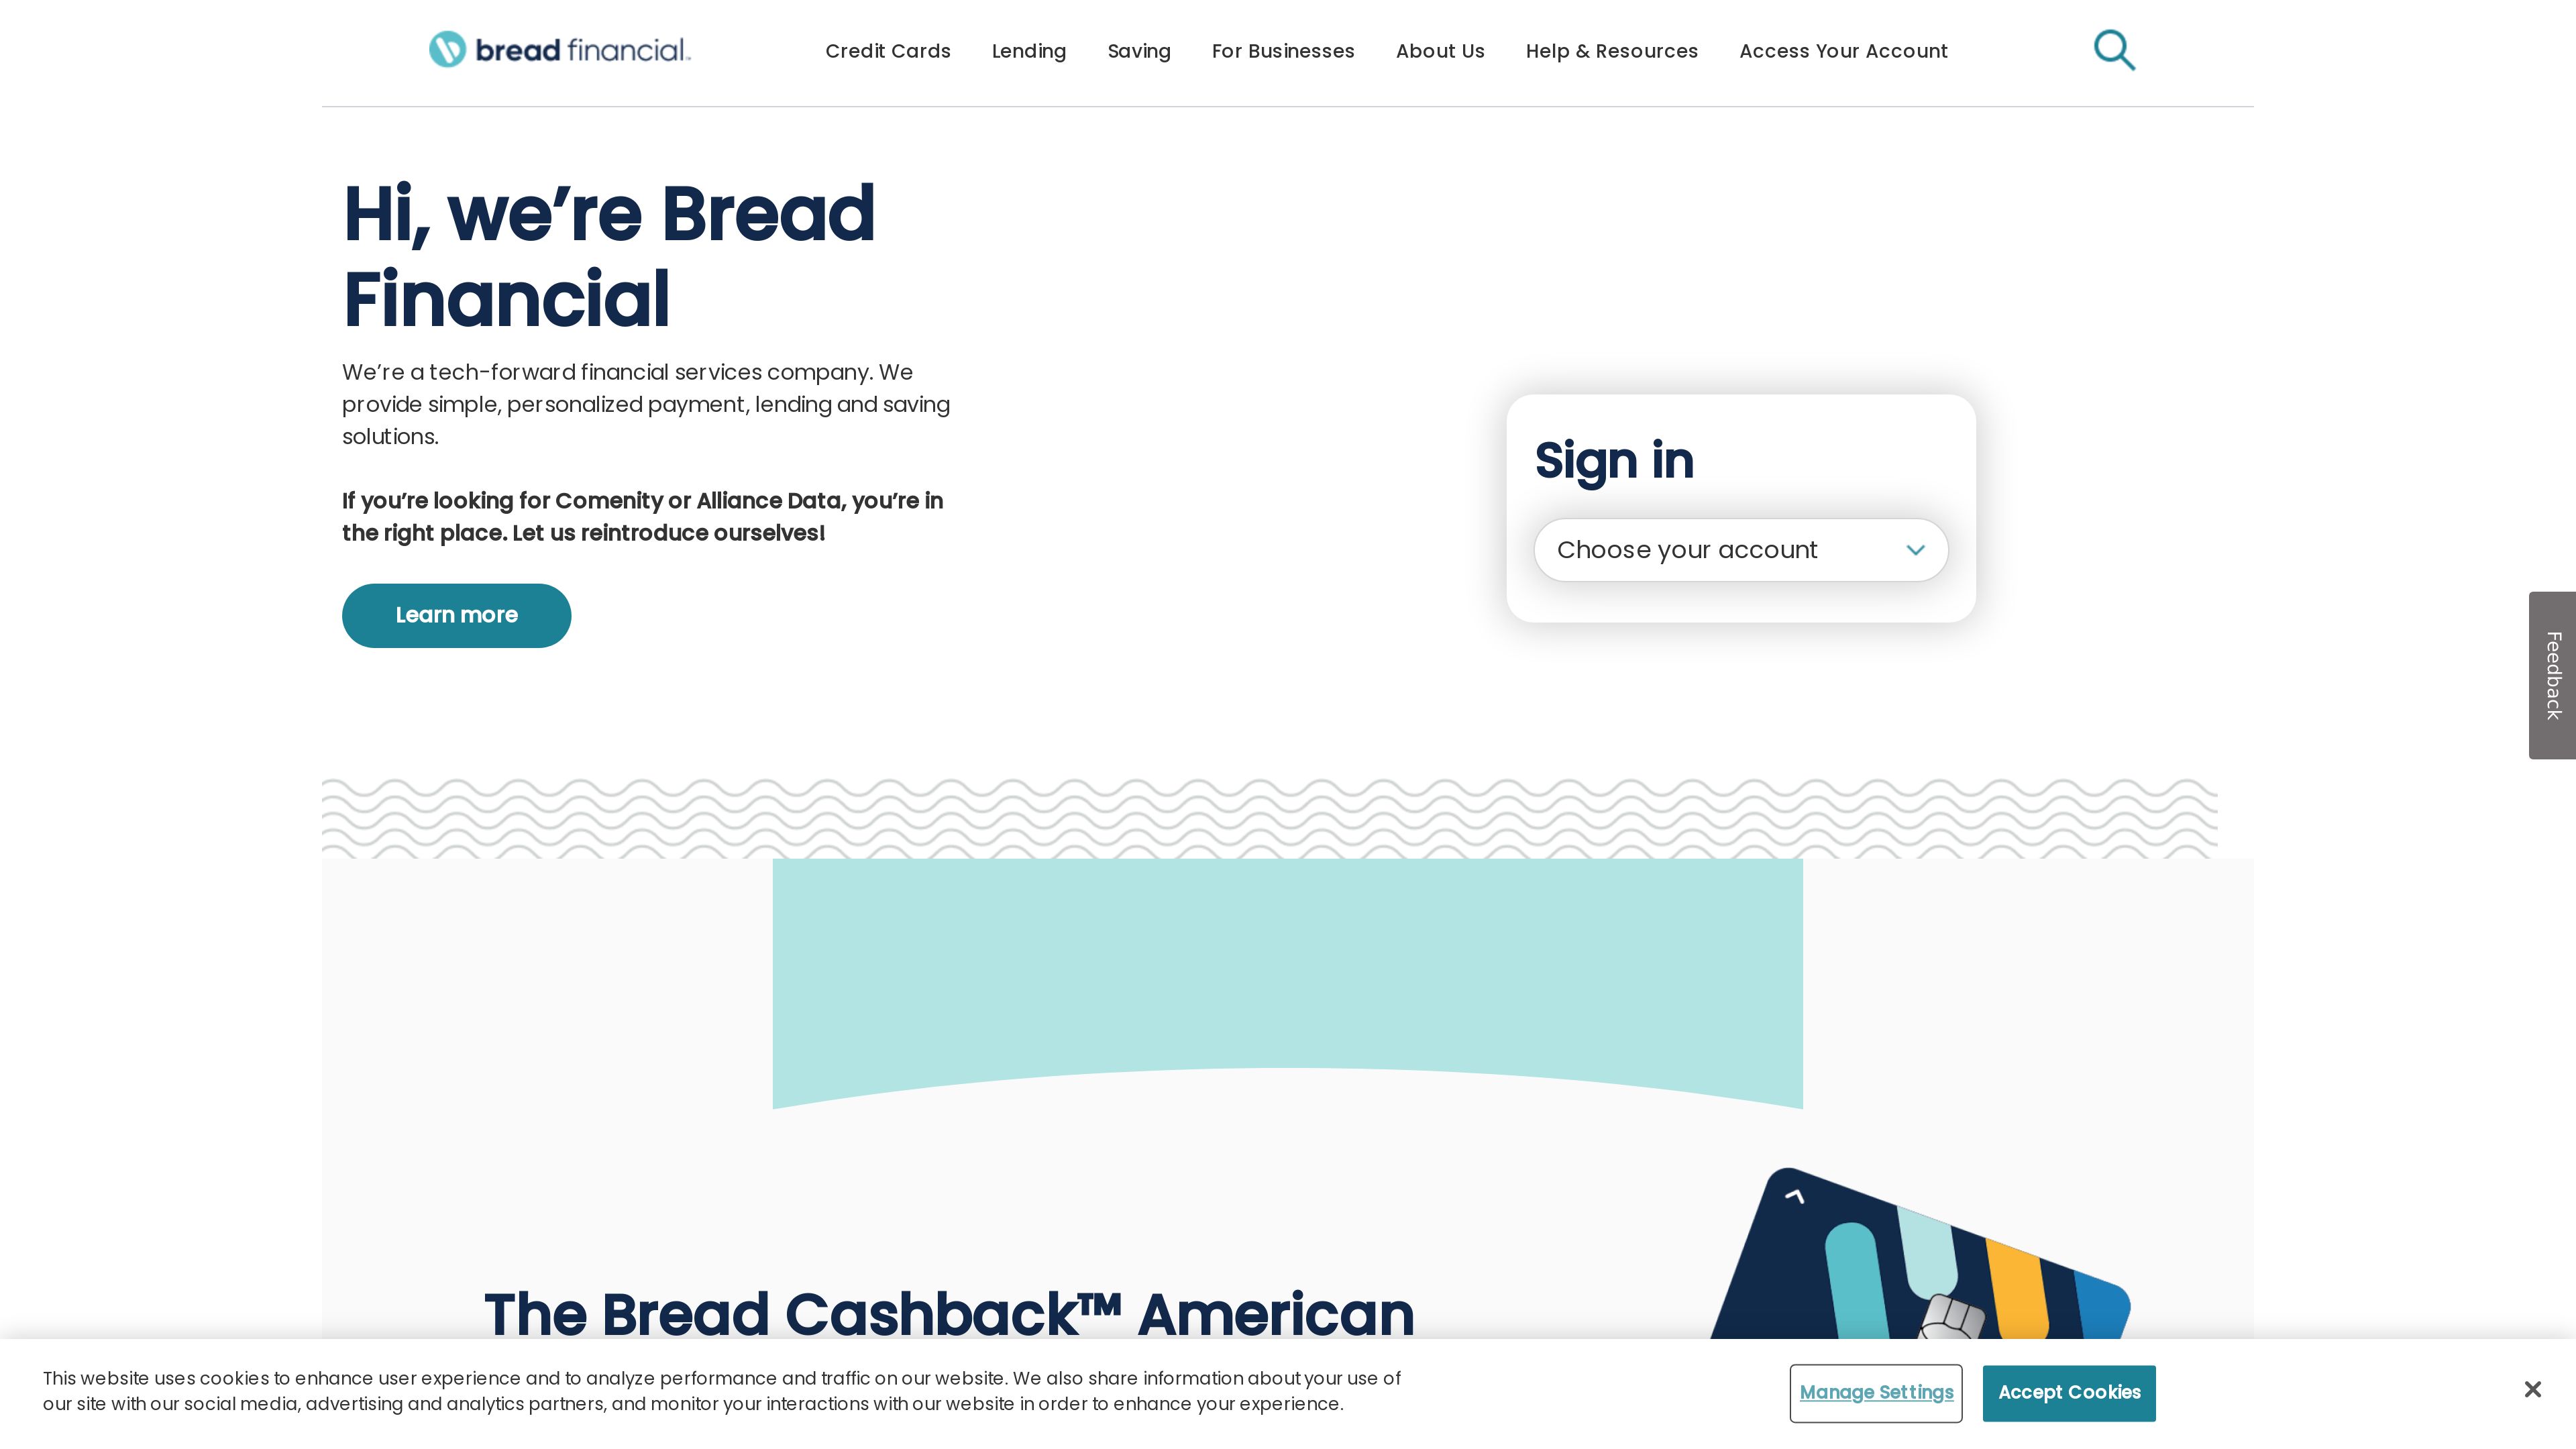 bread financial
Credit Cards
Lending
Saving
For Businesses
About Us
Help & Resources
Access Your Account
Hi, we’re Bread
Financial
We’re a tech-forward financial services company. We
provide simple, personalized payment, lending and saving
solutions.
If you’re looking for Comenity or Alliance Data, you’re in
the right place. Let us reintroduce ourselves!
Learn more
Sign in
Choose your account
Feedback
The Bread Cashback™ American
This website uses cookies to enhance user experience and to analyze performance and traffic on our website. We also share information about your use of
our site with our social media, advertising and analytics partners, and monitor your interactions with our website in order to enhance your experience.
Manage Settings
Accept Cookies